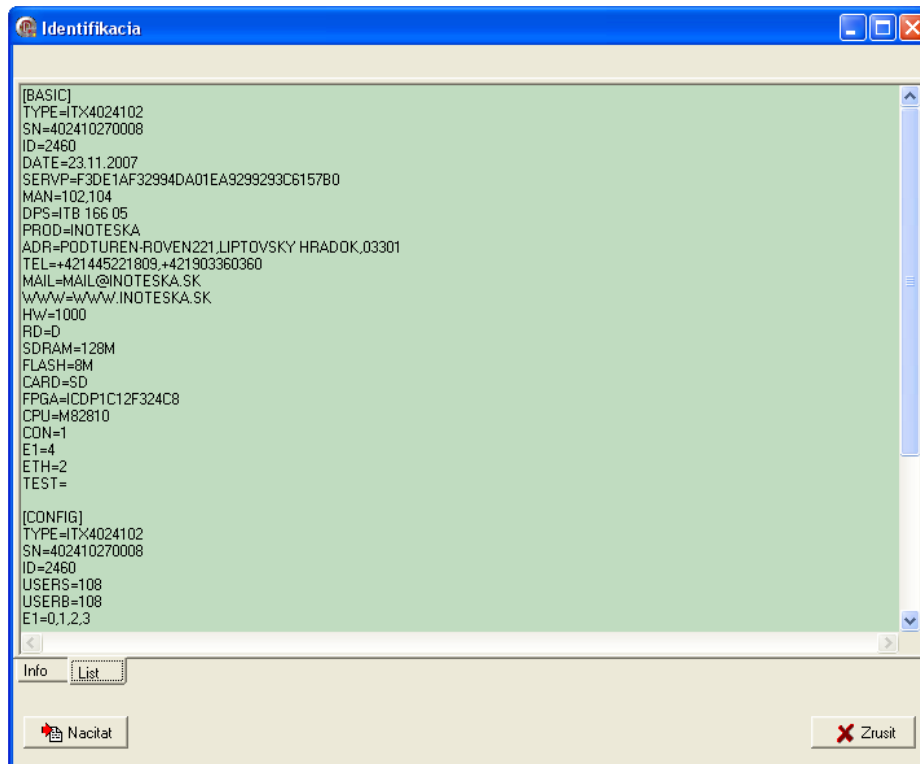 Identifikacia
[BASIC]
TYPE=ITX4024102
SN=402410270008
ID=2460
DATE=23.11.2007
SERVP=F3DE1AF32994DA01EA9299293C6157B0
MAN=102,104
DPS=ITB 166 05
PROD=INOTESKA
ADR=PODTUREN-ROVEN221,LIPTOVSKY HRADOK,03301
TEL=+421445221809,+421903360360
MAIL=MAIL@INOTESKA.SK
WWW=WWW.INOTESKA.SK
HW=1000
RD=D
SDRAM=128M
FLASH=8M
CARD=SD
FPGA=ICDP1C12F324C8
CPU=M82810
CON=1
E1=4
ETH=2
TEST=

[CONFIG]
TYPE=ITX4024102
SN=402410270008
ID=2460
USERS=108
USERB=108
E1=0,1,2,3
Info List
Nacitat Zrusit